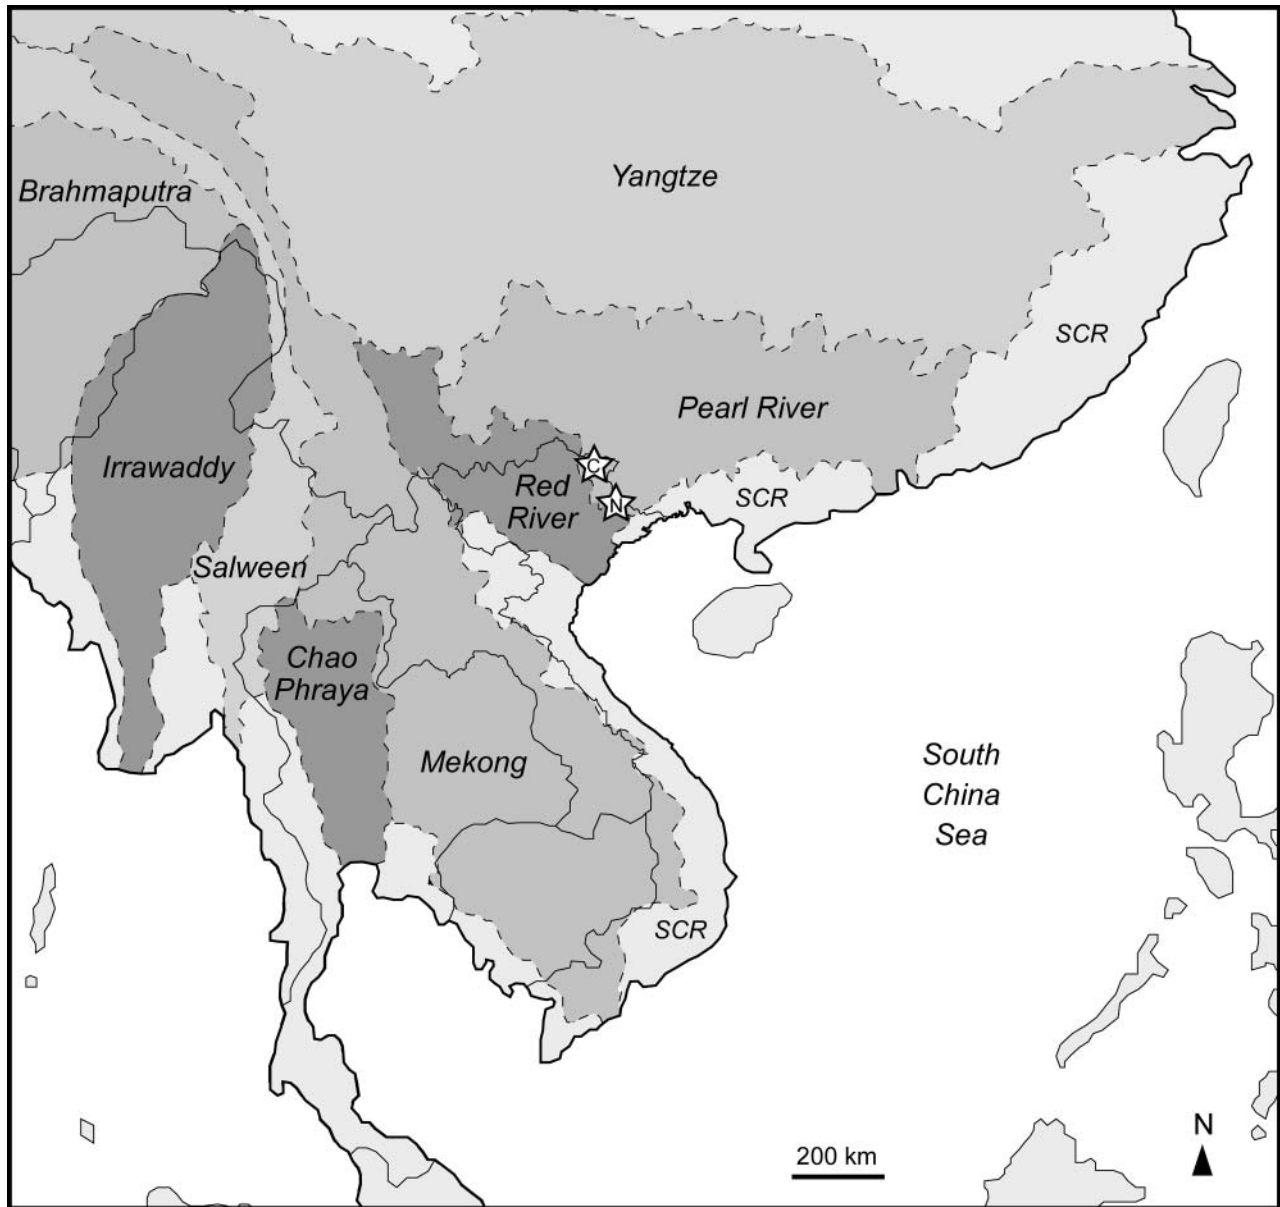 Yangtze
Brahmaputra
SCR
Pearl River
Irrawaddy
C
Red
River
N
SCR
Salween
Chao
Phraya
Mekong
South
China
Sea
SCR
N
200 km